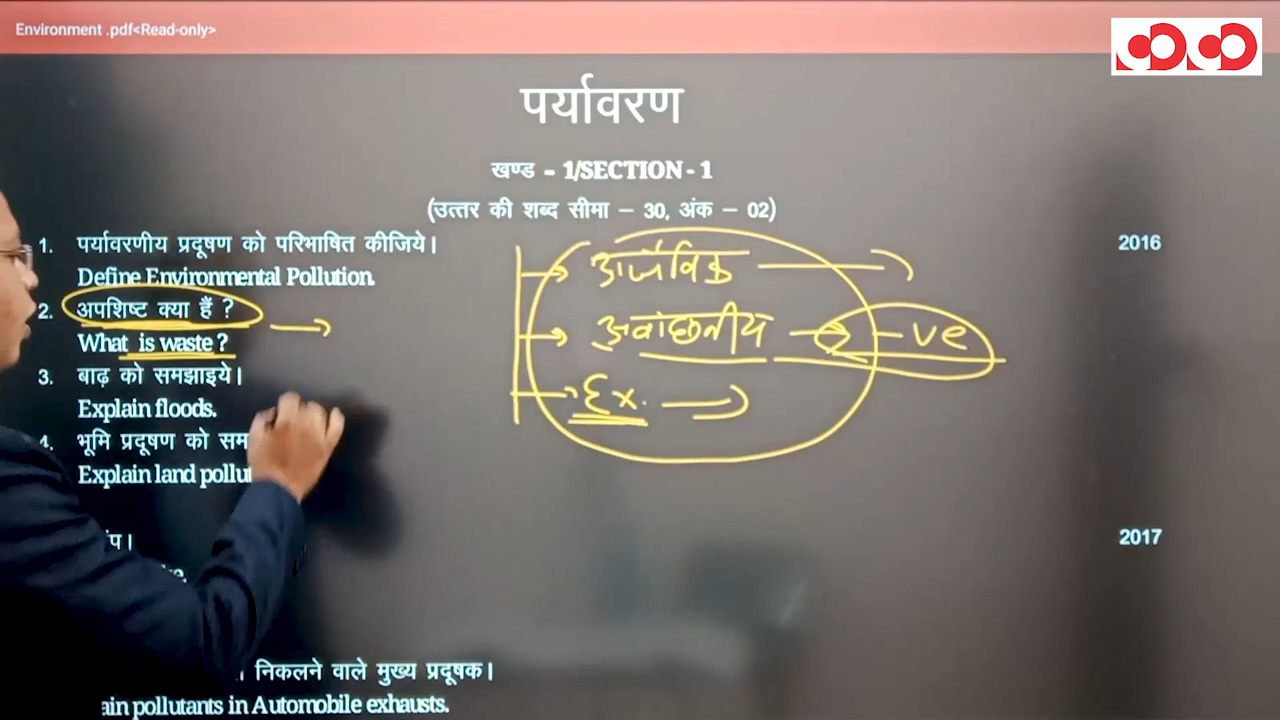 Environment .pdf<Read-only>
पर्यावरण
खण्ड - 1/SECTION - 1
(उत्तर की शब्द सीमा – 30, अंक – 02)
1. पर्यावरणीय प्रदूषण को परिभाषित कीजिये। 2016
Define Environmental Pollution.
2. अपशिष्ट क्या हैं ?
What is waste ?
3. बाढ़ को समझाइये।
Explain floods.
4. भूमि प्रदूषण को सम
Explain land pollut
अजैविक
अवांछनीय -ve
Ex.
2017
निकलने वाले मुख्य प्रदूषक।
ain pollutants in Automobile exhausts.